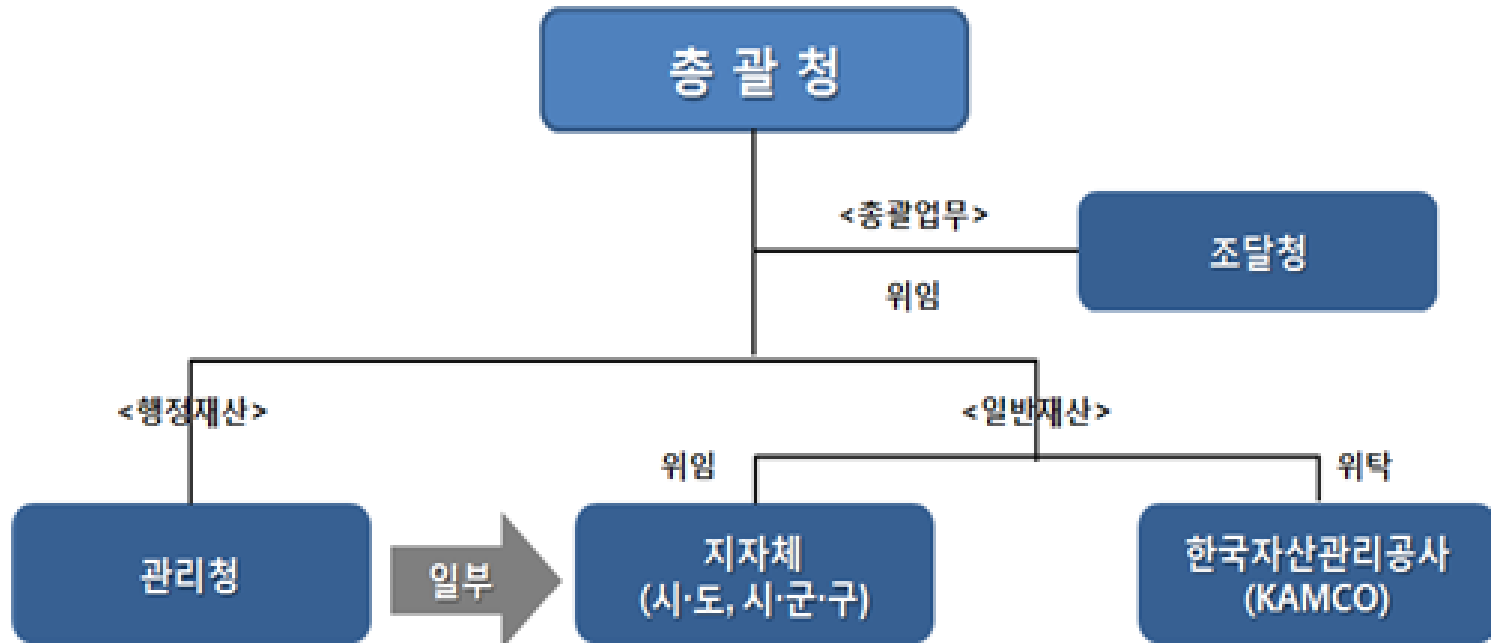 총 괄 청
<총괄업무>
조달청
위임
<행정재산>
<일반재산>
위임
위탁
관리청
일부
지자체
(시·도, 시·군·구)
한국자산관리공사
(KAMCO)